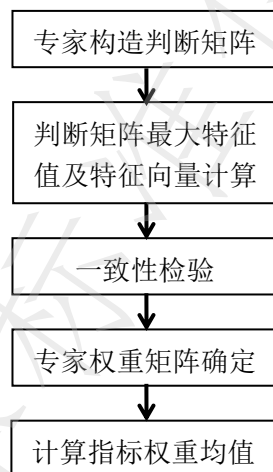 专家构造判断矩阵
判断矩阵最大特征
值及特征向量计算
一致性检验
专家权重矩阵确定
计算指标权重均值